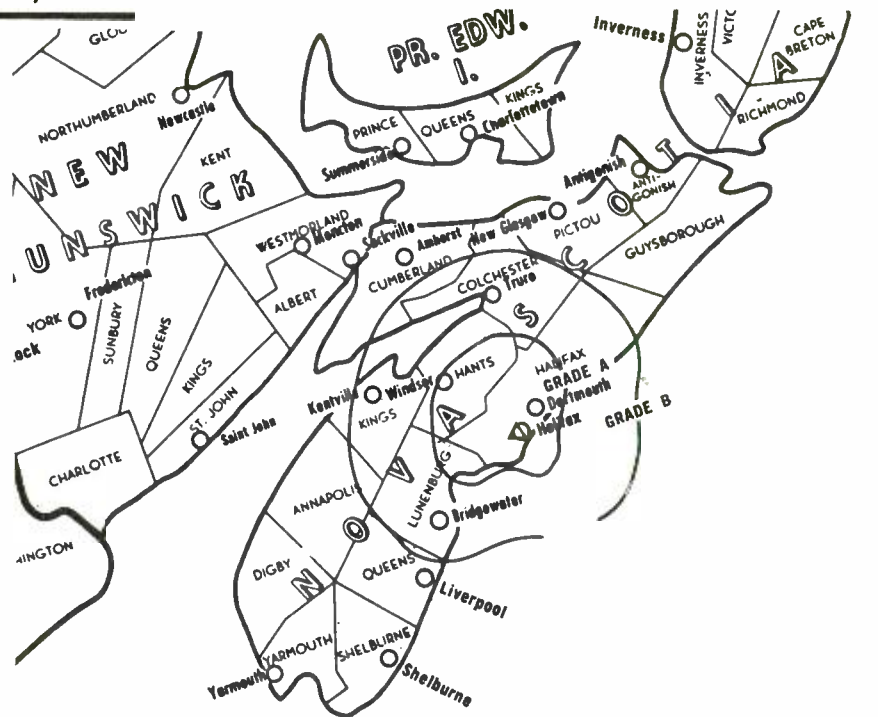 GLOU
NORTHUMBERLAND
Newcastle
NEW
KENT
UNSWICK
WESTMORLAND
Moncton
Sackville
Fredericton
ALBERT
YORK
ock
SUNBURY
QUEENS
KINGS
ST. JOHN
Saint John
CHARLOTTE
INGTON
PR. EDW.
I.
PRINCE
QUEENS
KINGS
Charlottetown
Summerside
Inverness
INVERNESS
VICTO
CAPE
BRETON
RICHMOND
Antigonish
ANTI-
GONISH
New Glasgow
PICTOU
GUYSBOROUGH
Amherst
CUMBERLAND
COLCHESTER
Truro
NOVA SCOTIA
HANTS
Windsor
Kentville
KINGS
HALIFAX
GRADE A
Dartmouth
Halifax
GRADE B
ANNAPOLIS
LUNENBURG
Bridgewater
DIGBY
QUEENS
Liverpool
YARMOUTH
SHELBURNE
Yarmouth
Shelburne